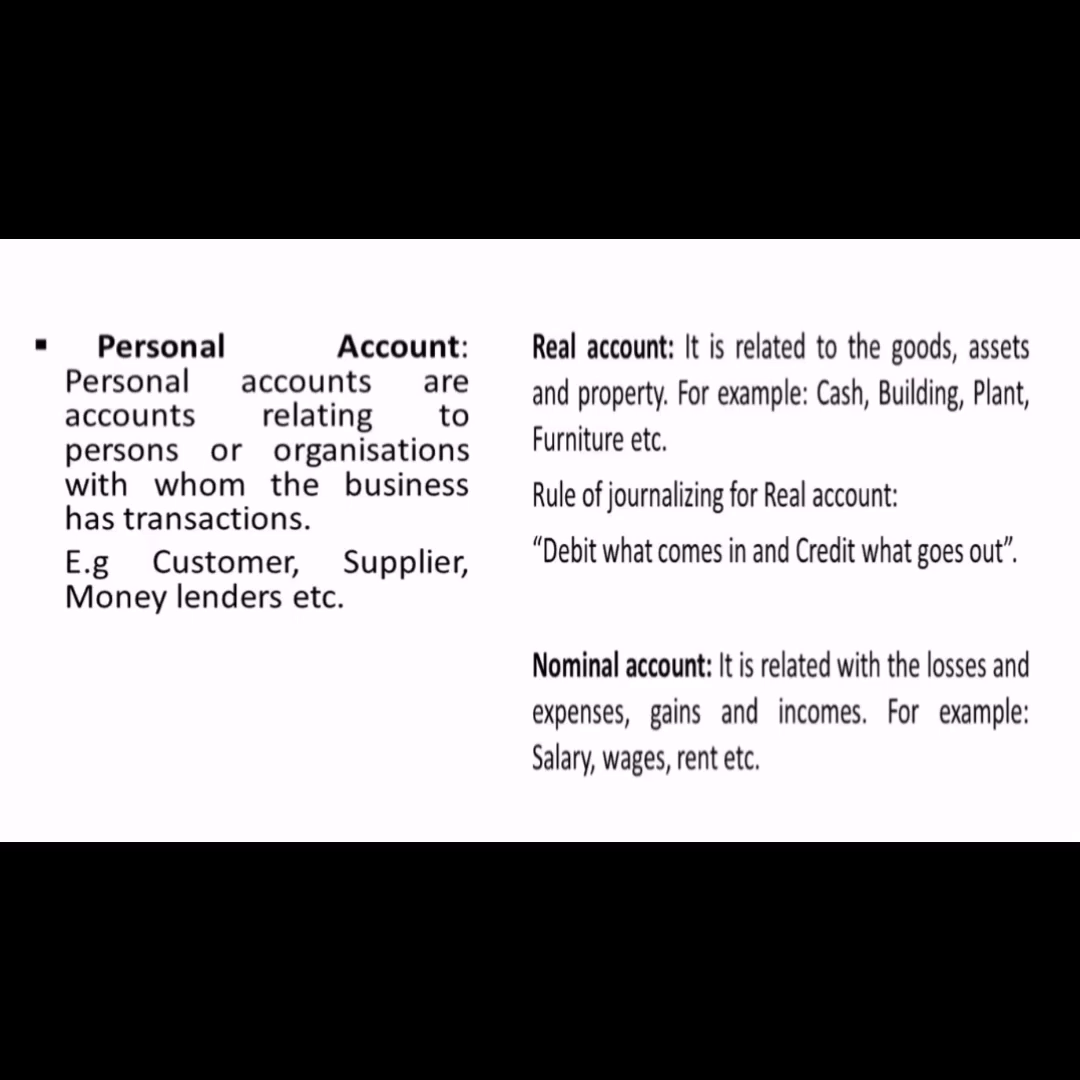 ▪ Personal Account:
Personal accounts are
accounts relating to
persons or organisations
with whom the business
has transactions.
E.g Customer, Supplier,
Money lenders etc.
Real account: It is related to the goods, assets
and property. For example: Cash, Building, Plant,
Furniture etc.
Rule of journalizing for Real account:
“Debit what comes in and Credit what goes out”.
Nominal account: It is related with the losses and
expenses, gains and incomes. For example:
Salary, wages, rent etc.